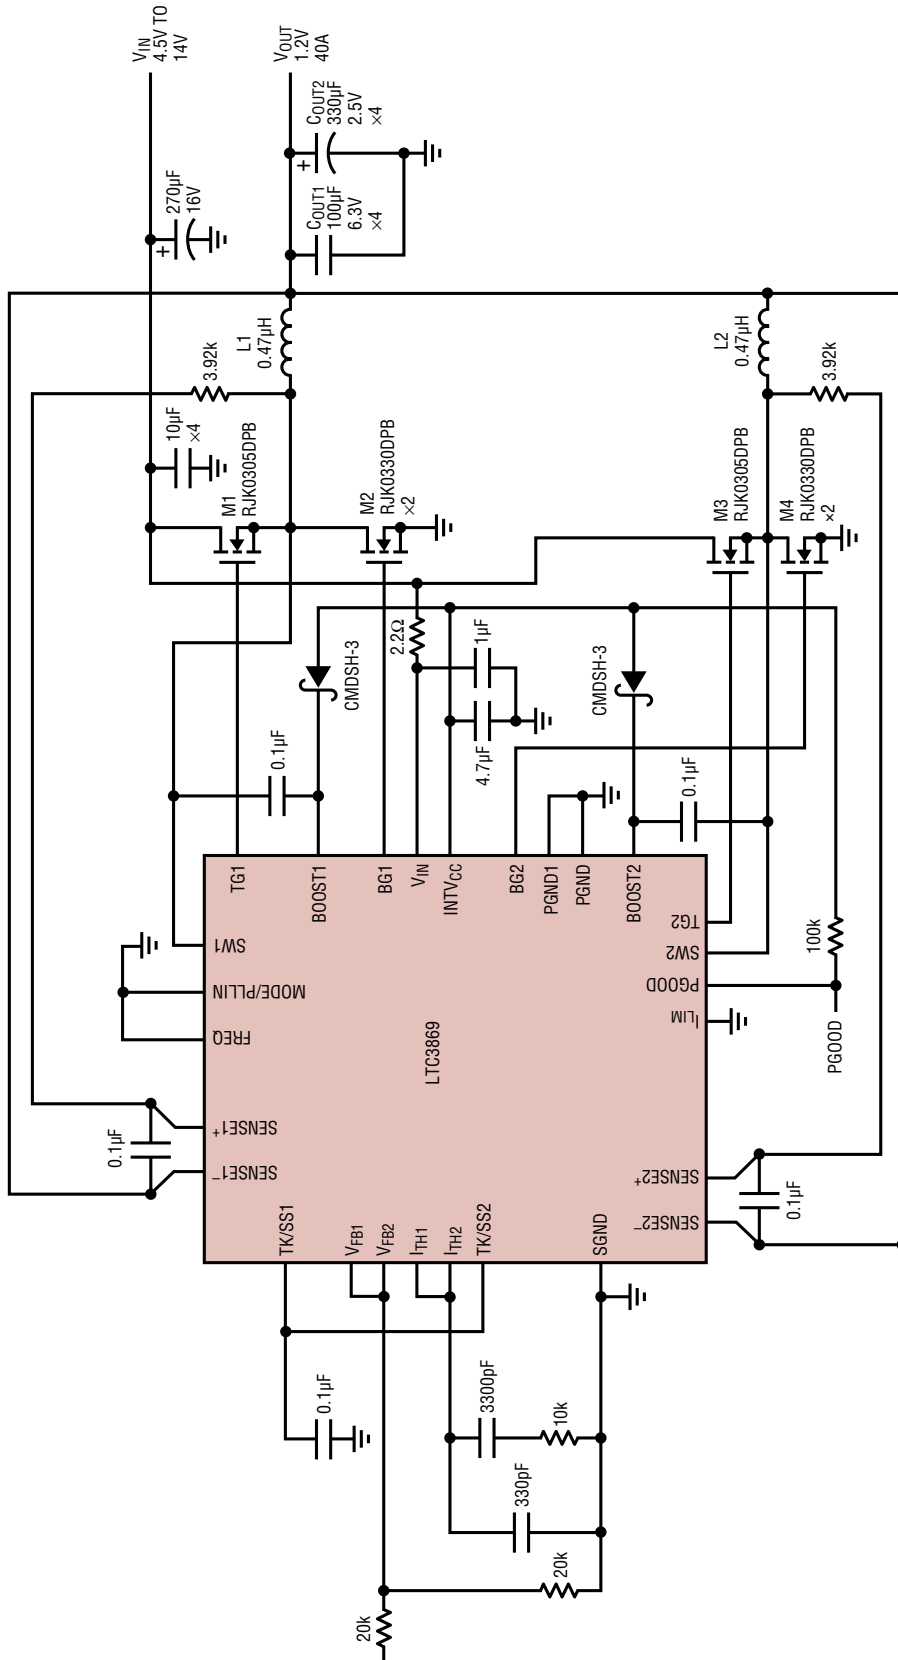 VIN
4.5V TO
14V
VOUT
1.2V
40A
COUT2
330µF
2.5V
×4
+
COUT1
100µF
6.3V
×4
270µF
16V
+
L1
0.47µH
3.92k
10µF
×4
M1
RJK0305DPB
M2
RJK0330DPB
×2
L2
0.47µH
3.92k
M3
RJK0305DPB
M4
RJK0330DPB
×2
2.2Ω
1µF
4.7µF
CMDSH-3
CMDSH-3
0.1µF
0.1µF
TG1
BOOST1
BG1
VIN
INTVCC
BG2
PGND1
PGND
BOOST2
SW1
MODE/PLLIN
FREQ
SENSE1+
SENSE1–
LTC3869
TG2
SW2
PGOOD
ILIM
SENSE2+
SENSE2–
100k
PGOOD
0.1µF
0.1µF
TK/SS1
VFB1
VFB2
ITH1
ITH2
TK/SS2
SGND
0.1µF
3300pF
10k
330pF
20k
20k